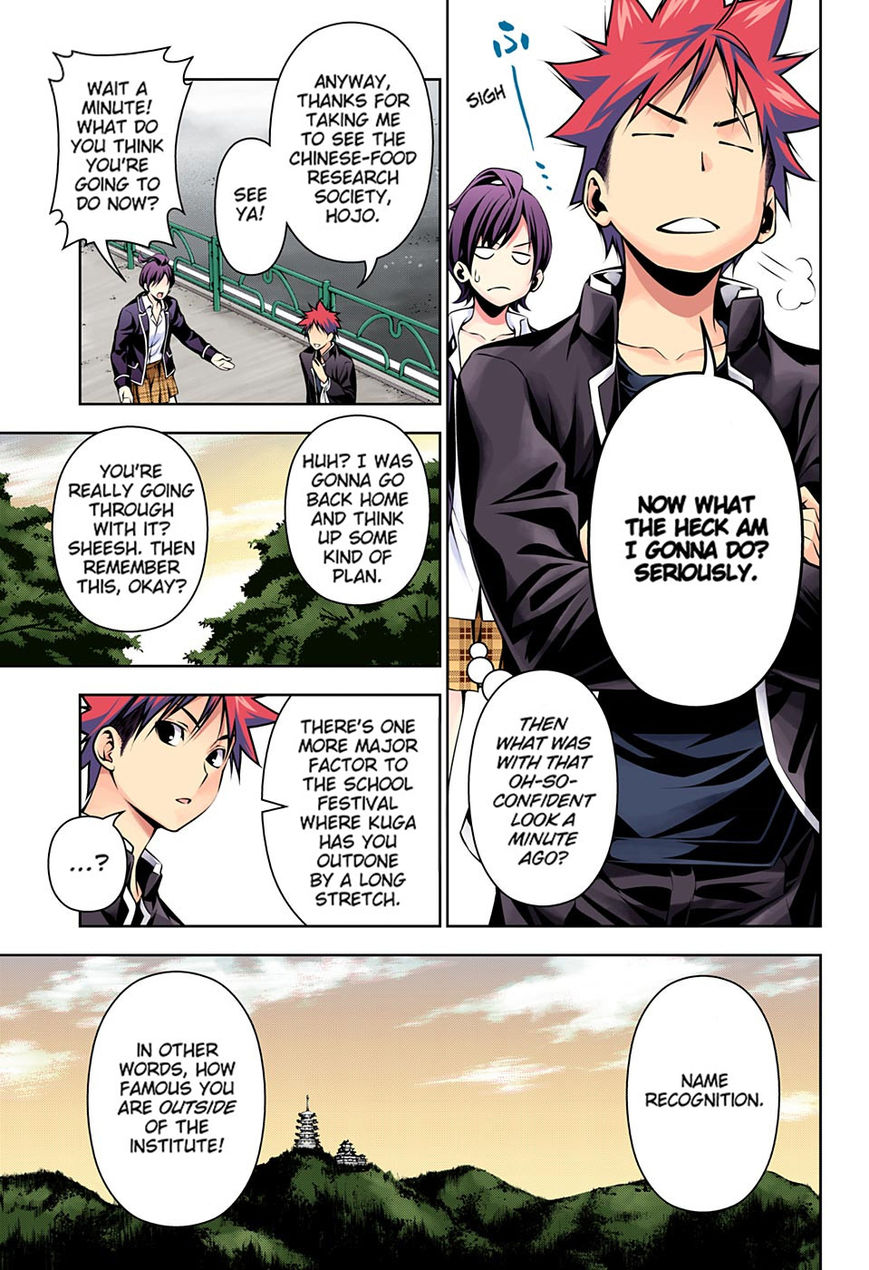 ふ
ー
…
SIGH
NOW WHAT
THE HECK AM
I GONNA DO?
SERIOUSLY.
THEN
WHAT WAS
WITH THAT
OH-SO-
CONFIDENT
LOOK A
MINUTE
AGO?
ANYWAY,
THANKS FOR
TAKING ME
TO SEE THE
CHINESE-FOOD
RESEARCH
SOCIETY,
HOJO.
SEE
YA!
WAIT A
MINUTE!
WHAT DO
YOU THINK
YOU'RE
GOING TO
DO NOW?
HUH? I WAS
GONNA GO
BACK HOME
AND THINK
UP SOME
KIND OF
PLAN.
YOU'RE
REALLY GOING
THROUGH
WITH IT?
SHEESH. THEN
REMEMBER
THIS, OKAY?
THERE'S ONE
MORE MAJOR
FACTOR TO
THE SCHOOL
FESTIVAL
WHERE KUGA
HAS YOU
OUTDONE
BY A LONG
STRETCH.
...?
NAME
RECOGNITION.
IN OTHER
WORDS, HOW
FAMOUS YOU
ARE OUTSIDE
OF THE
INSTITUTE!